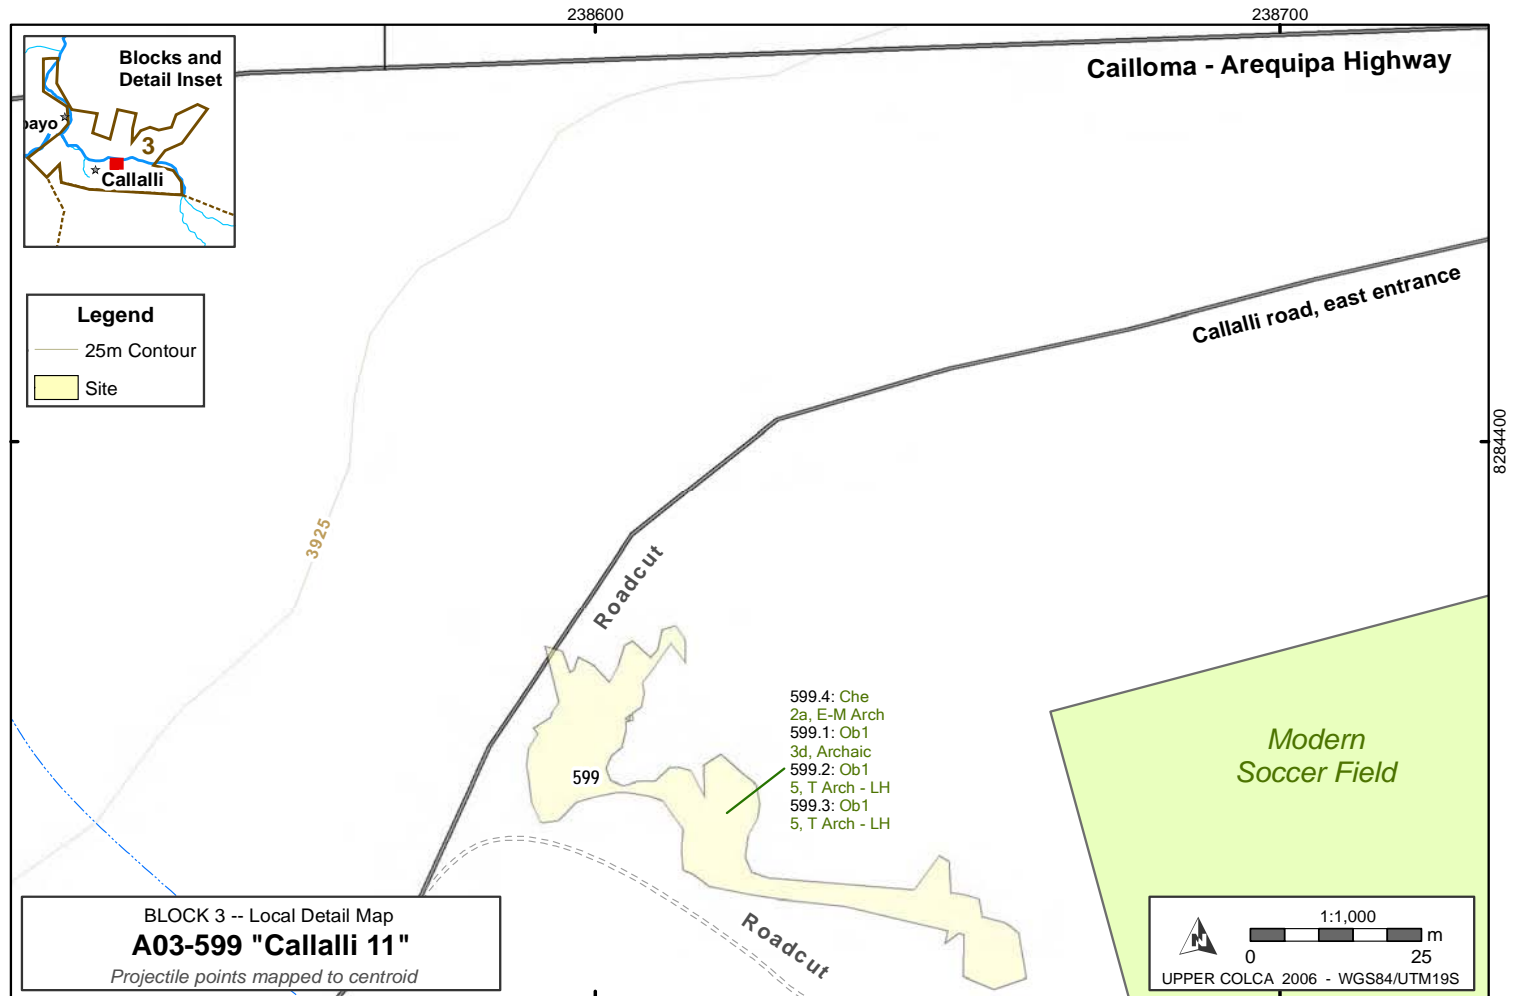 238600
238700
Blocks and
Detail Inset
payo
3
Callalli
Cailloma - Arequipa Highway
Callalli road, east entrance
Legend
25m Contour
Site
8284400
3925
Roadcut
599.4: Che
2a, E-M Arch
599.1: Ob1
3d, Archaic
599.2: Ob1
5, T Arch - LH
599.3: Ob1
5, T Arch - LH
599
Modern
Soccer Field
Roadcut
BLOCK 3 -- Local Detail Map
A03-599 "Callalli 11"
Projectile points mapped to centroid
N
1:1,000
m
0 25
UPPER COLCA 2006 - WGS84/UTM19S